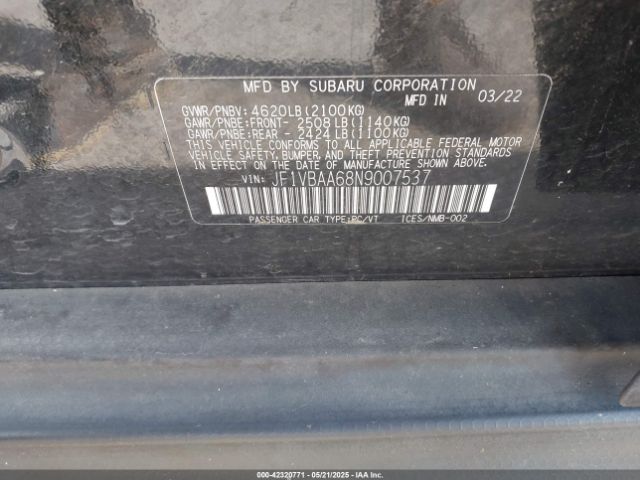 MFD BY SUBARU CORPORATION
MFD IN 03/22
GVWR/PNBV: 4620LB(2100KG)
GAWR/PNBE:FRONT- 2508 LB(1140KG)
GAWR/PNBE:REAR - 2424 LB(1100KG)
THIS VEHICLE CONFORMS TO ALL APPLICABLE FEDERAL MOTOR
VEHICLE SAFETY, BUMPER, AND THEFT PREVENTION STANDARDS
IN EFFECT ON THE DATE OF MANUFACTURE SHOWN ABOVE.
VIN: JF1VBAA68N9007537
PASSENGER CAR TYPE:PC/VT ICES/NMB-002
000-42320771 - 05/21/2025 - IAAI.com